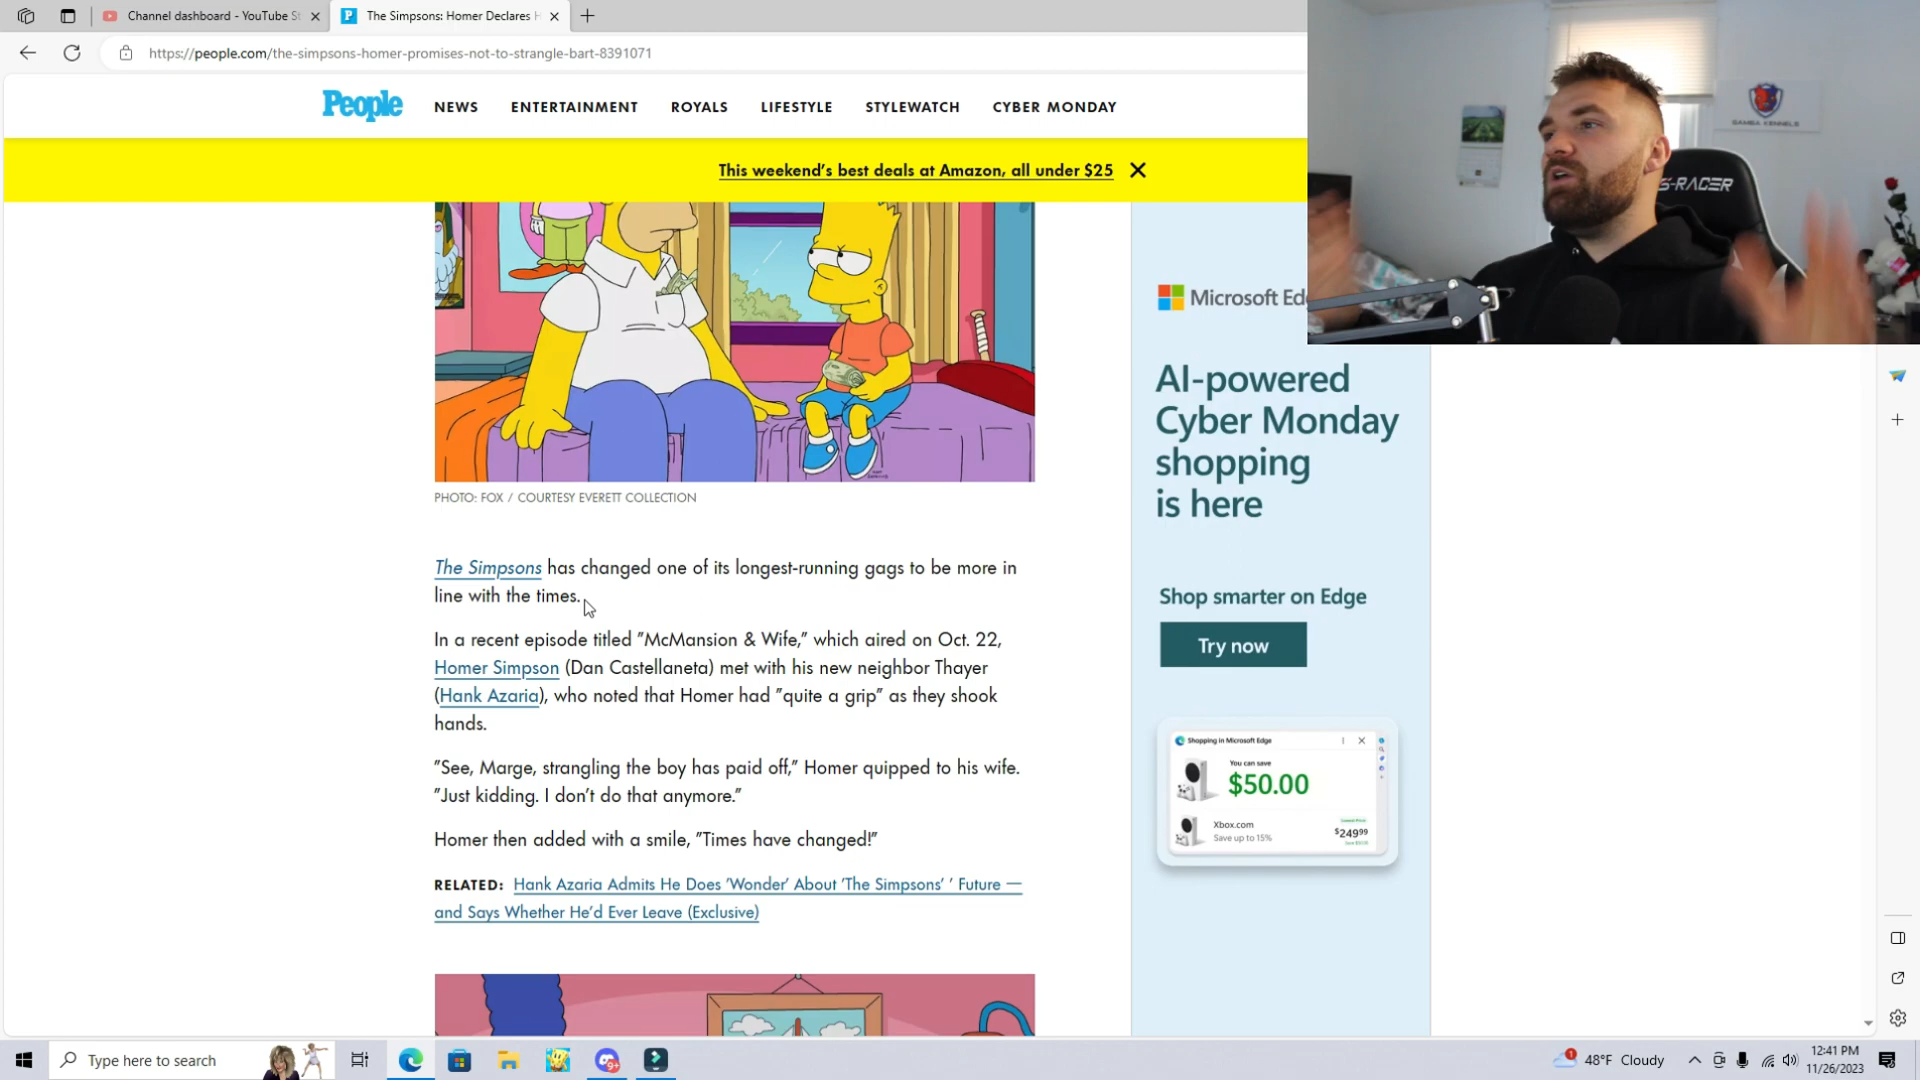 Channel dashboard - YouTube St
The Simpsons: Homer Declares H
https://people.com/the-simpsons-homer-promises-not-to-strangle-bart-8391071
People NEWS ENTERTAINMENT ROYALS LIFESTYLE STYLEWATCH CYBER MONDAY
This weekend's best deals at Amazon, all under $25
GAMBA KENNELS
S-RACER
PHOTO: FOX / COURTESY EVERETT COLLECTION
The Simpsons has changed one of its longest-running gags to be more in
line with the times.
In a recent episode titled "McMansion & Wife," which aired on Oct. 22,
Homer Simpson (Dan Castellaneta) met with his new neighbor Thayer
(Hank Azaria), who noted that Homer had "quite a grip" as they shook
hands.
"See, Marge, strangling the boy has paid off," Homer quipped to his wife.
"Just kidding. I don't do that anymore."
Homer then added with a smile, "Times have changed!"
RELATED: Hank Azaria Admits He Does 'Wonder' About 'The Simpsons' ' Future —
and Says Whether He'd Ever Leave (Exclusive)
Microsoft Ed
AI-powered
Cyber Monday
shopping
is here
Shop smarter on Edge
Try now
Shopping in Microsoft Edge
You can save
$50.00
Xbox.com
Save up to 15%
$249.99
Type here to search
48°F Cloudy
12:41 PM
11/26/2023